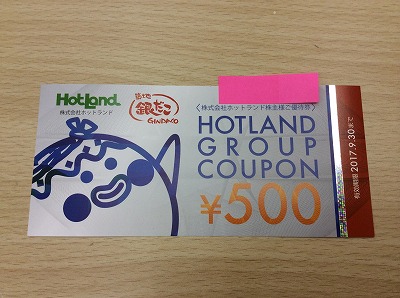 HotLand
株式会社ホットランド
築地
銀だこ
GINDACO
〈株式会社ホットランド株主様ご優待券〉
HOTLAND
GROUP
COUPON
¥500
有効期限 2017.9.30まで